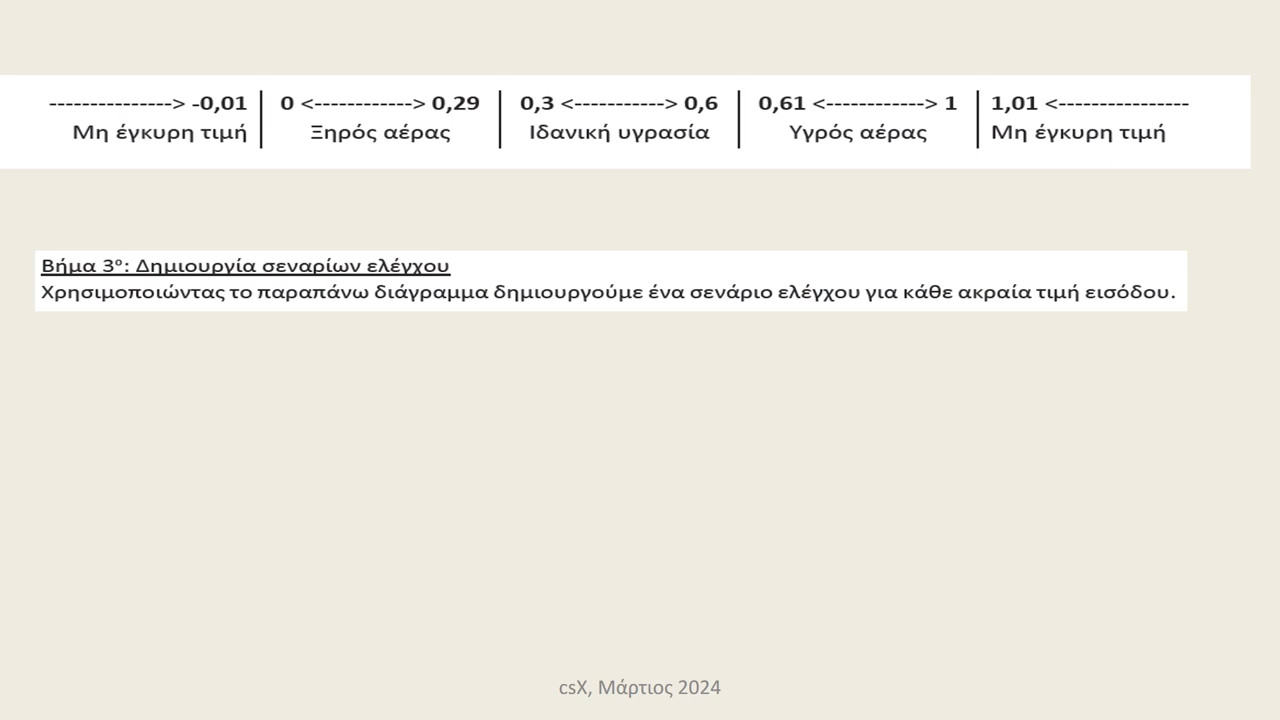 ---------------> -0,01 | 0 <------------> 0,29 | 0,3 <-----------> 0,6 | 0,61 <------------> 1 | 1,01 <----------------
Μη έγκυρη τιμή | Ξηρός αέρας | Ιδανική υγρασία | Υγρός αέρας | Μη έγκυρη τιμή
Βήμα 3ο: Δημιουργία σεναρίων ελέγχου
Χρησιμοποιώντας το παραπάνω διάγραμμα δημιουργούμε ένα σενάριο ελέγχου για κάθε ακραία τιμή εισόδου.
csX, Μάρτιος 2024